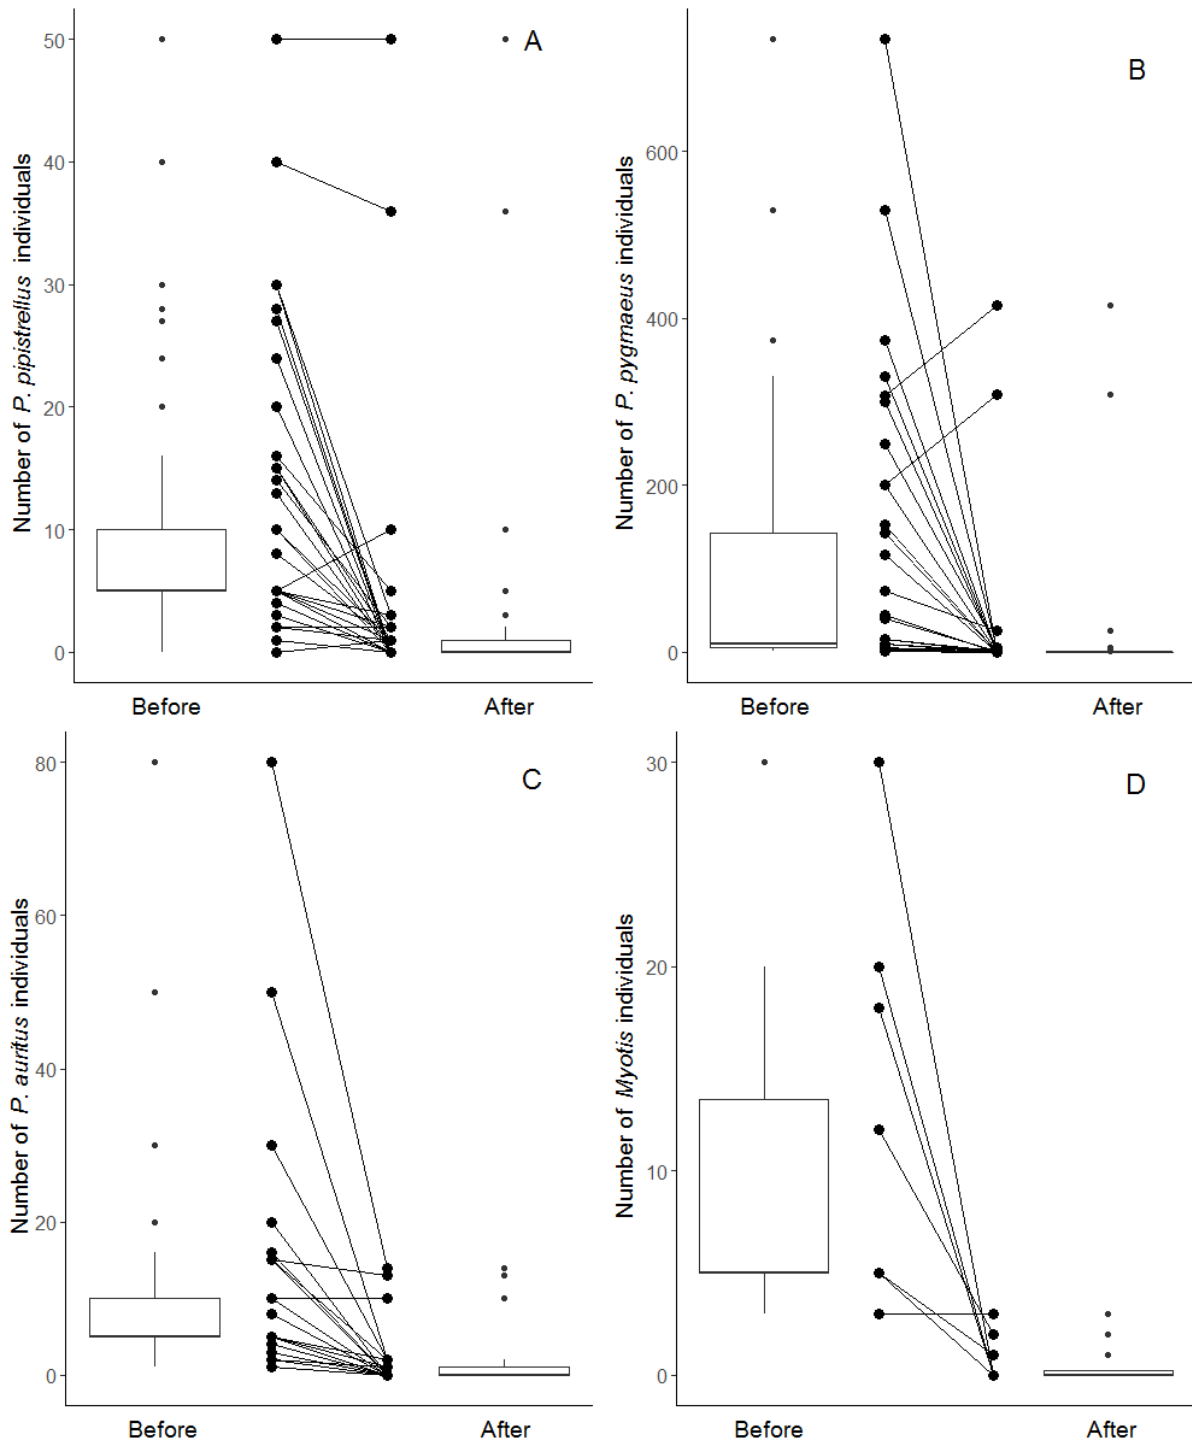 A
Number of P. pipistrellus individuals
50
40
30
20
10
0
Before
After
B
Number of P. pygmaeus individuals
600
400
200
0
Before
After
C
Number of P. auritus individuals
80
60
40
20
0
Before
After
D
Number of Myotis individuals
30
20
10
0
Before
After